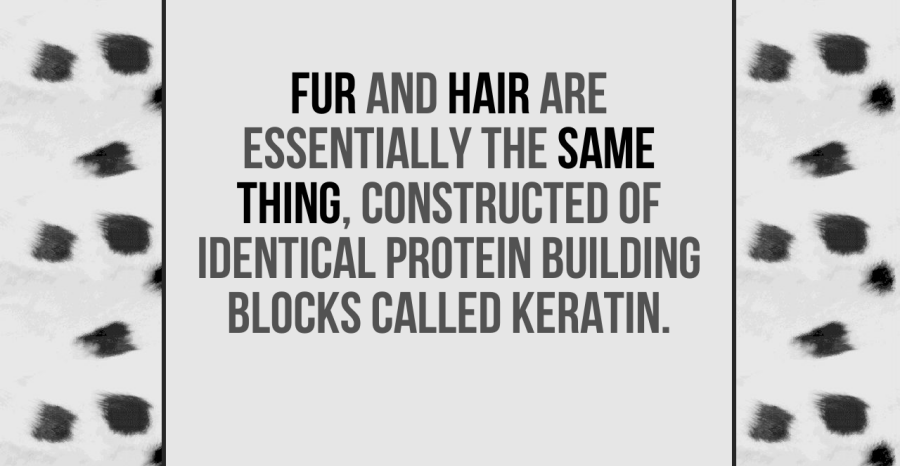 FUR AND HAIR ARE
ESSENTIALLY THE SAME
THING, CONSTRUCTED OF
IDENTICAL PROTEIN BUILDING
BLOCKS CALLED KERATIN.